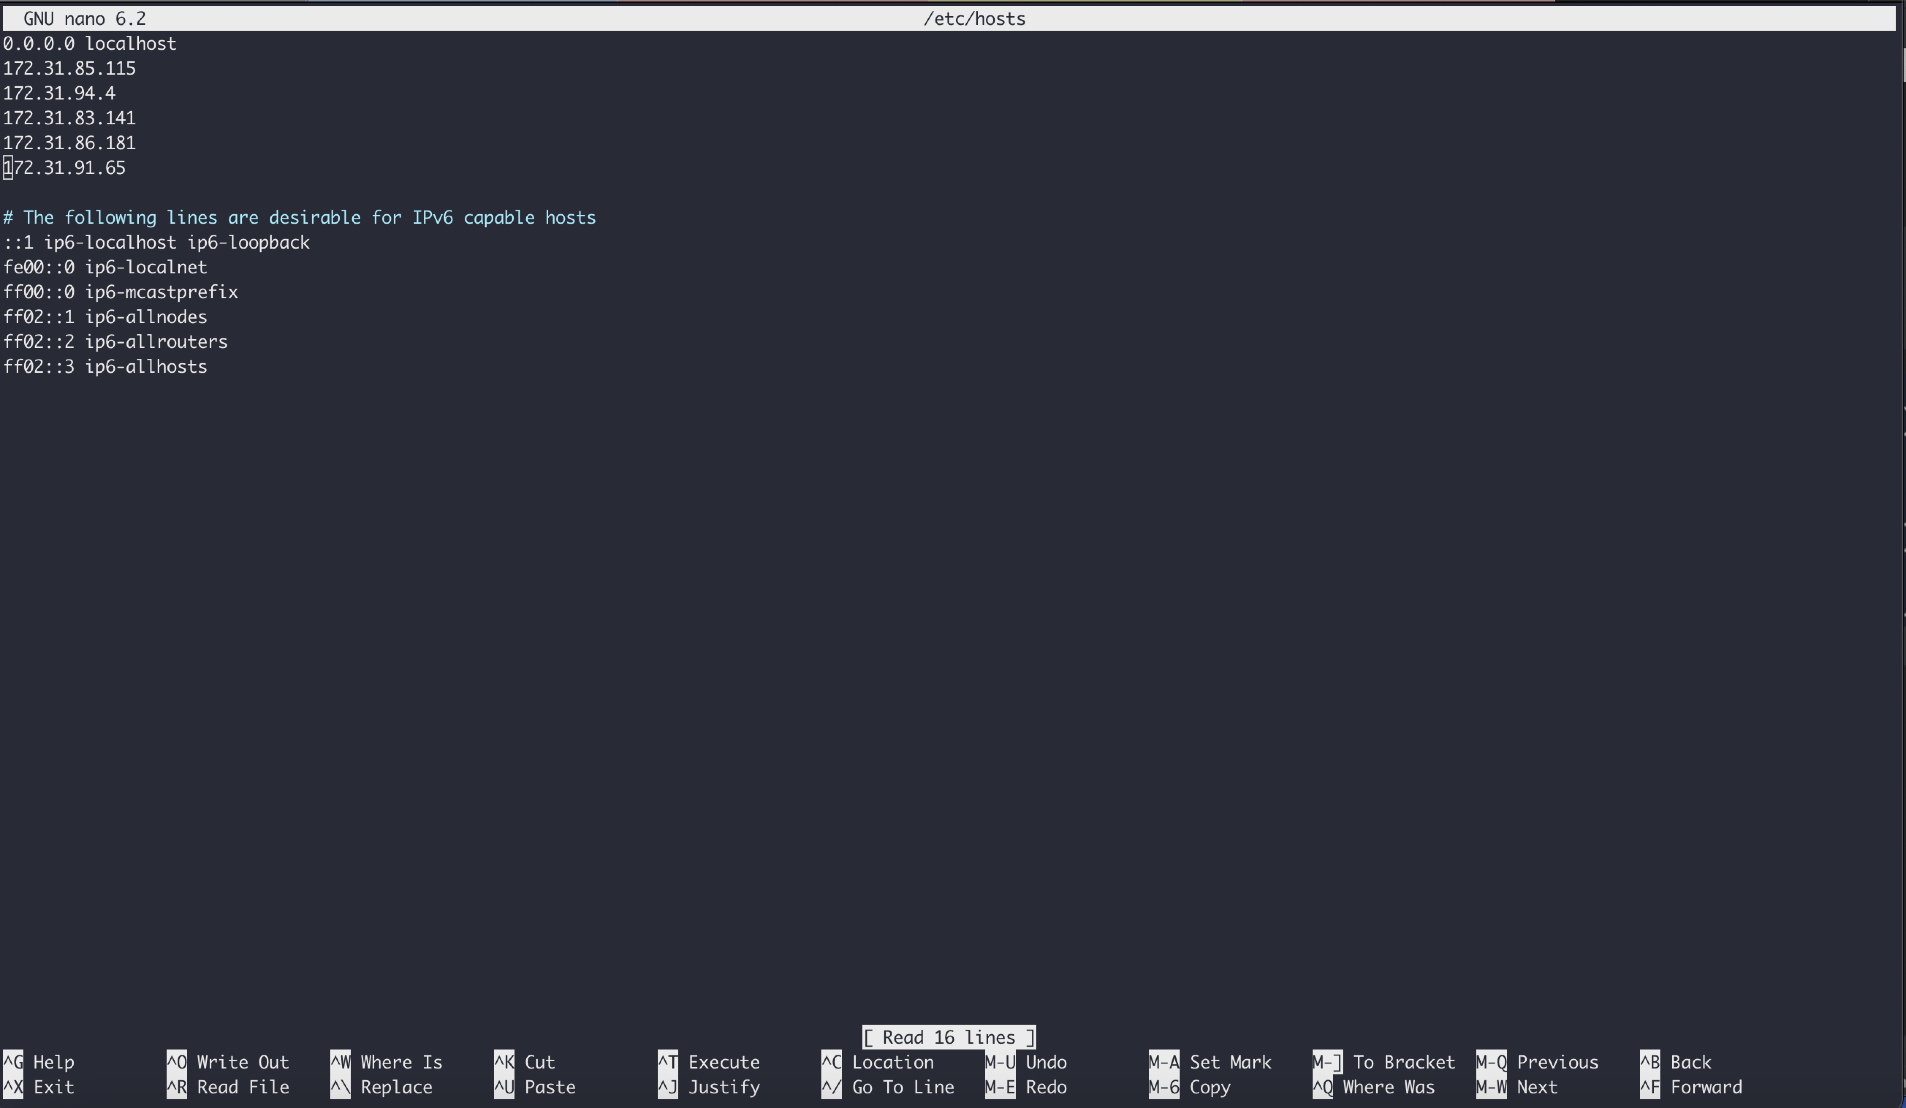 GNU nano 6.2 /etc/hosts
0.0.0.0 localhost
172.31.85.115
172.31.94.4
172.31.83.141
172.31.86.181
172.31.91.65
# The following lines are desirable for IPv6 capable hosts
::1 ip6-localhost ip6-loopback
fe00::0 ip6-localnet
ff00::0 ip6-mcastprefix
ff02::1 ip6-allnodes
ff02::2 ip6-allrouters
ff02::3 ip6-allhosts
[ Read 16 lines ]
^G Help ^O Write Out ^W Where Is ^K Cut ^T Execute ^C Location M-U Undo M-A Set Mark M-] To Bracket M-Q Previous ^B Back
^X Exit ^R Read File ^\ Replace ^U Paste ^J Justify ^/ Go To Line M-E Redo M-6 Copy ^Q Where Was M-W Next ^F Forward